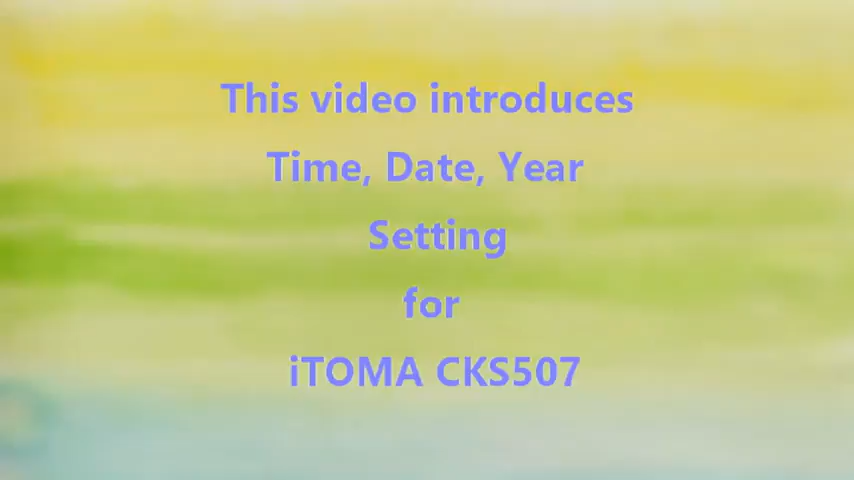 This video introduces
Time, Date, Year
Setting
for
iTOMA CKS507